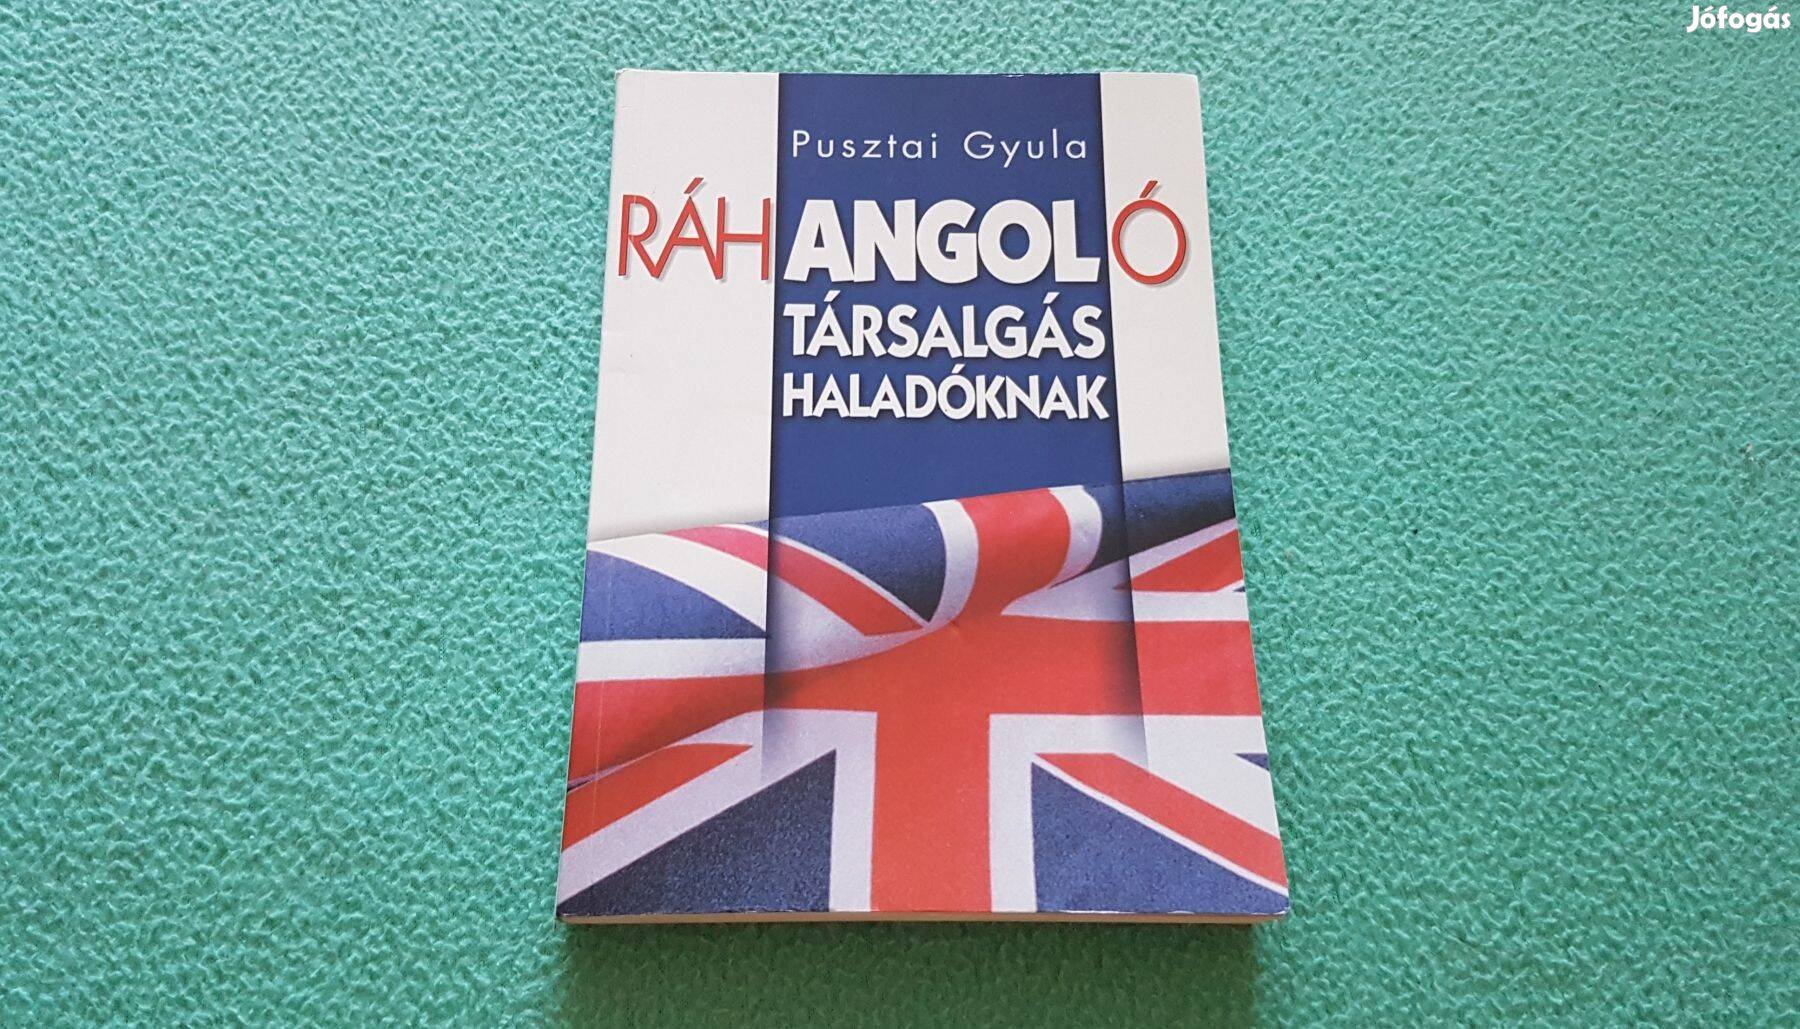 Jófogás
Pusztai Gyula
RÁHANGOLÓ
TÁRSALGÁS
HALADÓKNAK